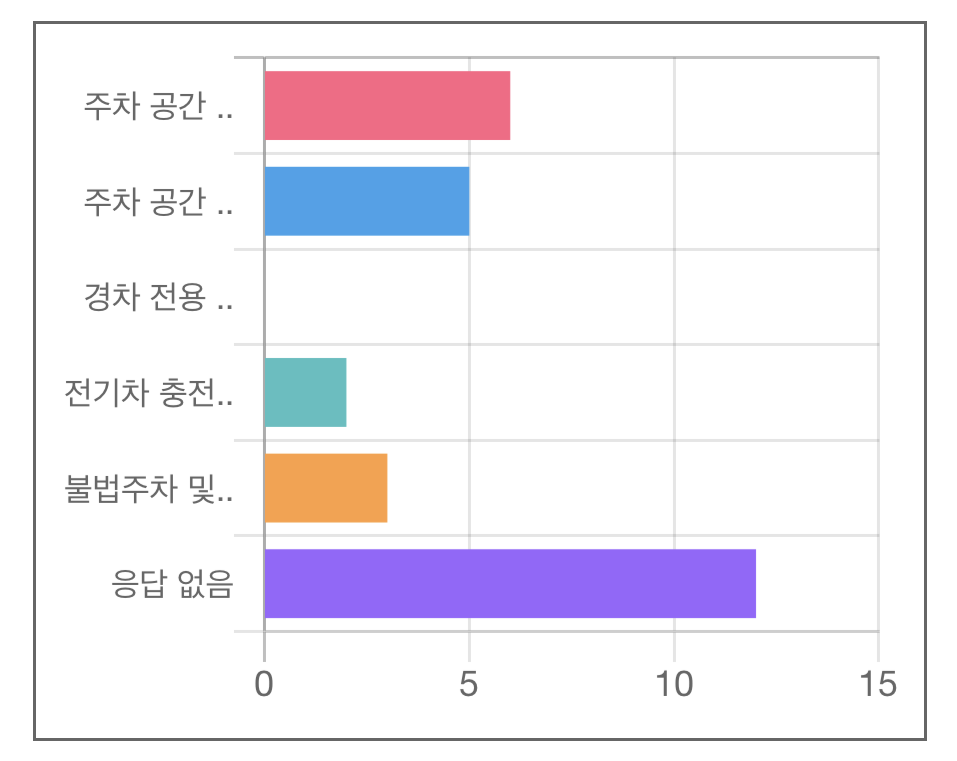 주차 공간 ..
주차 공간 ..
경차 전용 ..
전기차 충전..
불법주차 및..
응답 없음
0 5 10 15